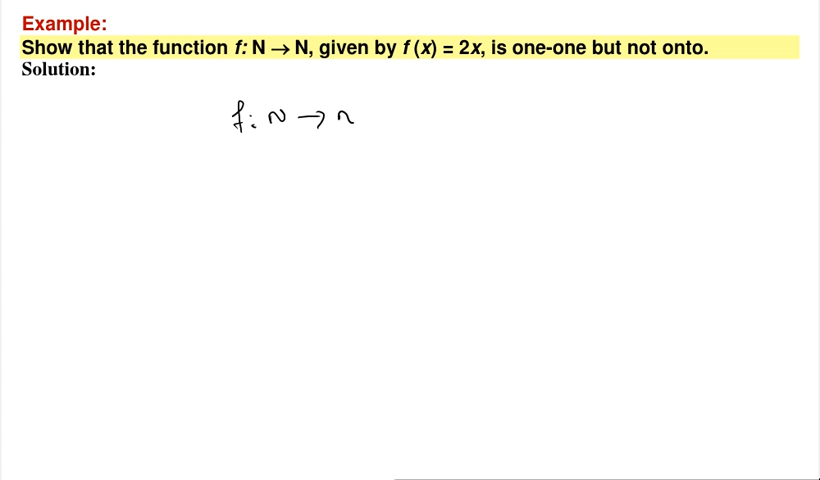 Example:
Show that the function f: N → N, given by f (x) = 2x, is one-one but not onto.
Solution:
f: N → n